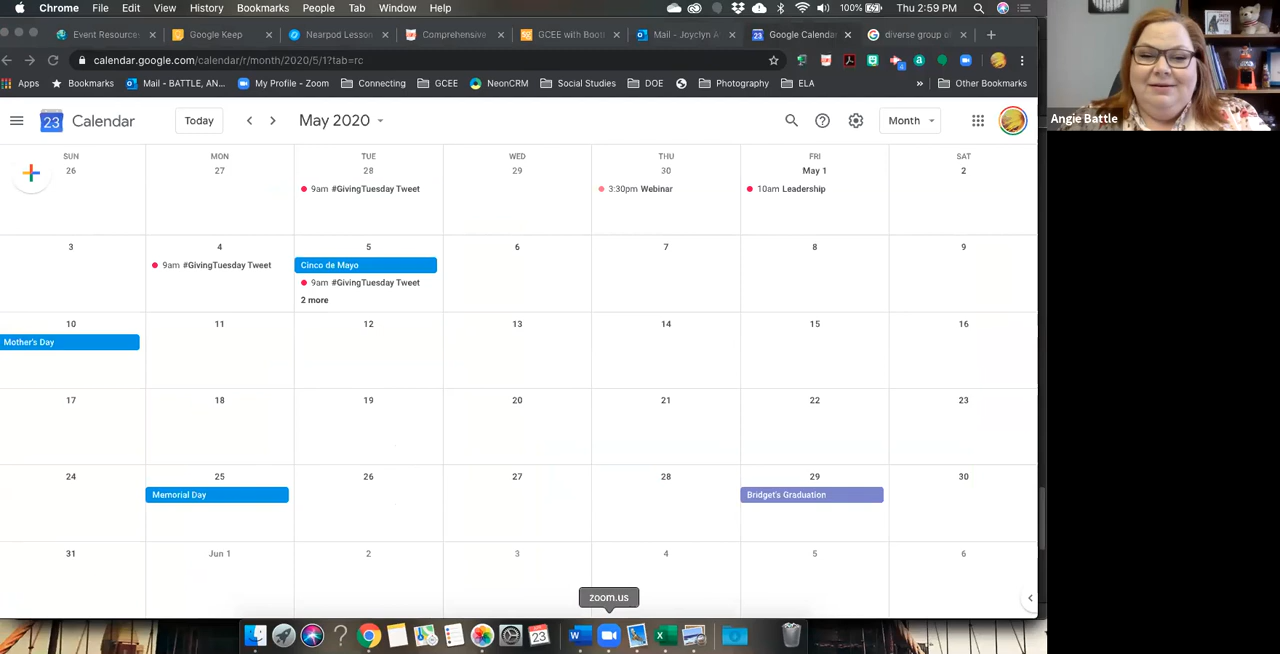 Chrome File Edit View History Bookmarks People Tab Window Help 100% Thu 2:59 PM
Event Resources Google Keep Nearpod Lesson Comprehensive GCEE with Boots Mail - Joyclyn A Google Calendar diverse group of
calendar.google.com/calendar/r/month/2020/5/1?tab=rc
Apps Bookmarks Mail - BATTLE, AN... My Profile - Zoom Connecting GCEE NeonCRM Social Studies DOE Photography ELA » Other Bookmarks
Angie Battle
23 Calendar Today May 2020 Month
SUN MON TUE WED THU FRI SAT
26 27 28 29 30 May 1 2
9am #GivingTuesday Tweet 3:30pm Webinar 10am Leadership
3 4 5 6 7 8 9
9am #GivingTuesday Tweet Cinco de Mayo
9am #GivingTuesday Tweet
2 more
10 11 12 13 14 15 16
Mother's Day
17 18 19 20 21 22 23
24 25 26 27 28 29 30
Memorial Day Bridget's Graduation
31 Jun 1 2 3 4 5 6
zoom.us
23